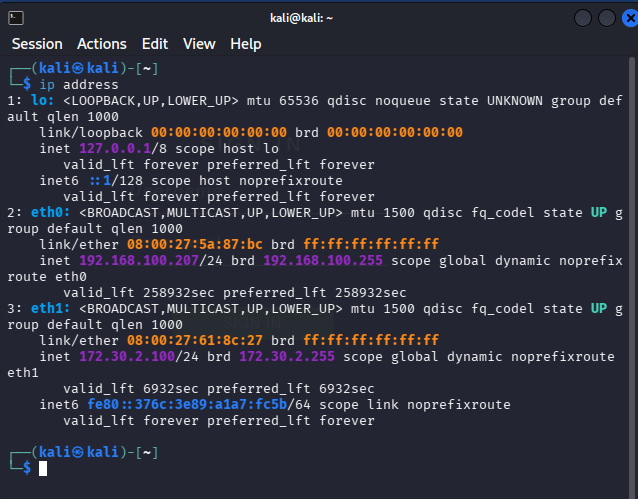 kali@kali: ~
Session Actions Edit View Help
┌──(kali㉿kali)-[~]
└─$ ip address
1: lo: <LOOPBACK,UP,LOWER_UP> mtu 65536 qdisc noqueue state UNKNOWN group def
ault qlen 1000
    link/loopback 00:00:00:00:00:00 brd 00:00:00:00:00:00
    inet 127.0.0.1/8 scope host lo
       valid_lft forever preferred_lft forever
    inet6 ::1/128 scope host noprefixroute
       valid_lft forever preferred_lft forever
2: eth0: <BROADCAST,MULTICAST,UP,LOWER_UP> mtu 1500 qdisc fq_codel state UP g
roup default qlen 1000
    link/ether 08:00:27:5a:87:bc brd ff:ff:ff:ff:ff:ff
    inet 192.168.100.207/24 brd 192.168.100.255 scope global dynamic noprefix
route eth0
       valid_lft 258932sec preferred_lft 258932sec
3: eth1: <BROADCAST,MULTICAST,UP,LOWER_UP> mtu 1500 qdisc fq_codel state UP g
roup default qlen 1000
    link/ether 08:00:27:61:8c:27 brd ff:ff:ff:ff:ff:ff
    inet 172.30.2.100/24 brd 172.30.2.255 scope global dynamic noprefixroute
eth1
       valid_lft 6932sec preferred_lft 6932sec
    inet6 fe80::376c:3e89:a1a7:fc5b/64 scope link noprefixroute
       valid_lft forever preferred_lft forever
┌──(kali㉿kali)-[~]
└─$